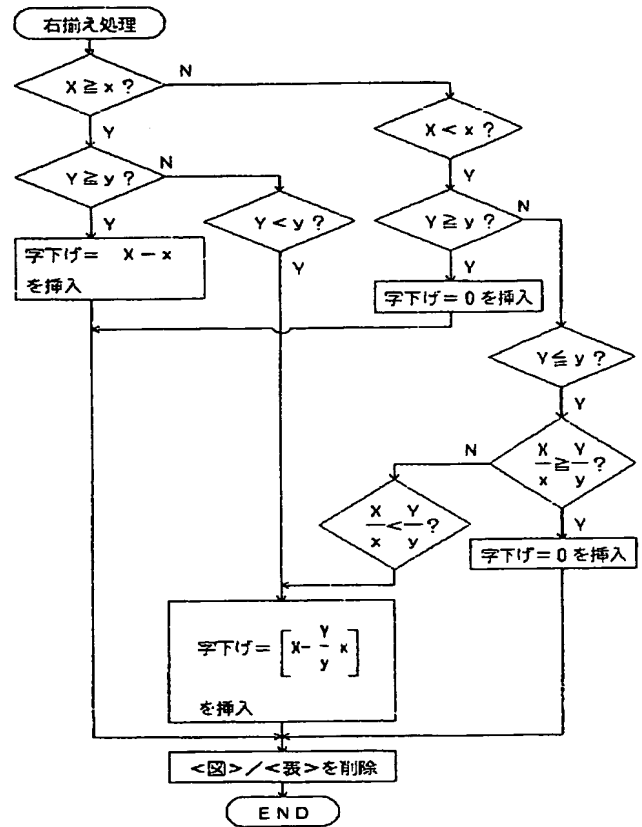 右揃え処理
X ≧ x ?
N
Y
X < x ?
Y
Y ≧ y ?
N
Y
Y < y ?
Y
Y ≧ y ?
N
Y
字下げ= X − x
を挿入
字下げ= 0 を挿入
Y ≦ y ?
Y
X/x ≧ Y/y ?
N
Y
X/x < Y/y ?
字下げ= 0 を挿入
字下げ= [X− Y/y x]
を挿入
<図>/<表>を削除
END